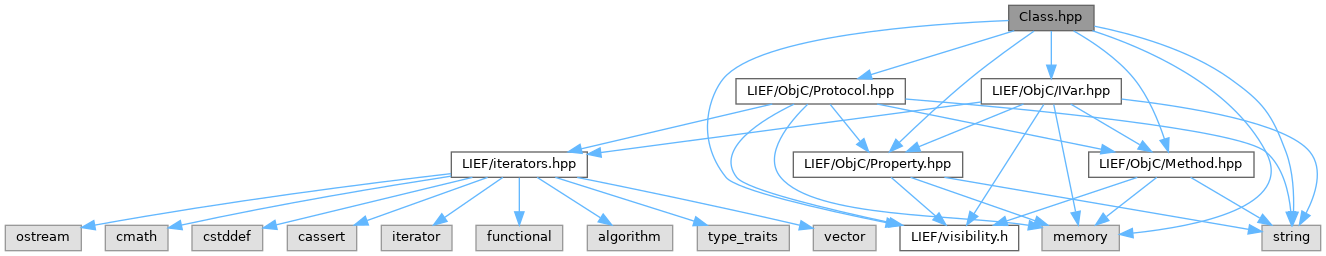 Class.hpp
LIEF/ObjC/Protocol.hpp
LIEF/ObjC/IVar.hpp
LIEF/iterators.hpp
LIEF/ObjC/Property.hpp
LIEF/ObjC/Method.hpp
ostream
cmath
cstddef
cassert
iterator
functional
algorithm
type_traits
vector
LIEF/visibility.h
memory
string